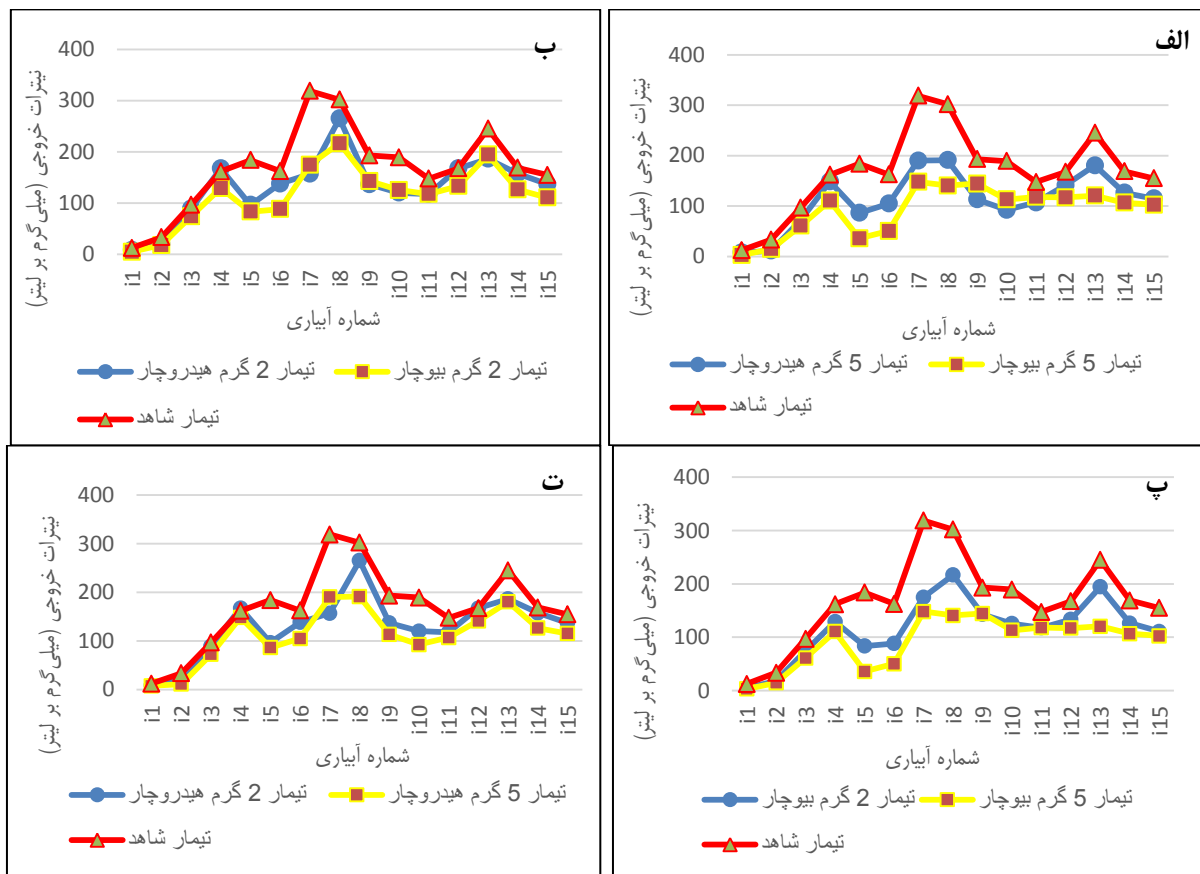 الف
نیترات خروجی (میلی‌گرم بر لیتر)
400
300
200
100
0
i1 i2 i3 i4 i5 i6 i7 i8 i9 i10 i11 i12 i13 i14 i15
شماره آبیاری
تیمار 5 گرم هیدروچار
تیمار 5 گرم بیوچار
تیمار شاهد
ب
نیترات خروجی (میلی‌گرم بر لیتر)
400
300
200
100
0
i1 i2 i3 i4 i5 i6 i7 i8 i9 i10 i11 i12 i13 i14 i15
شماره آبیاری
تیمار 2 گرم هیدروچار
تیمار 2 گرم بیوچار
تیمار شاهد
پ
نیترات خروجی (میلی‌گرم بر لیتر)
400
300
200
100
0
i1 i2 i3 i4 i5 i6 i7 i8 i9 i10 i11 i12 i13 i14 i15
شماره آبیاری
تیمار 2 گرم بیوچار
تیمار 5 گرم بیوچار
تیمار شاهد
ت
نیترات خروجی (میلی‌گرم بر لیتر)
400
300
200
100
0
i1 i2 i3 i4 i5 i6 i7 i8 i9 i10 i11 i12 i13 i14 i15
شماره آبیاری
تیمار 2 گرم هیدروچار
تیمار 5 گرم هیدروچار
تیمار شاهد